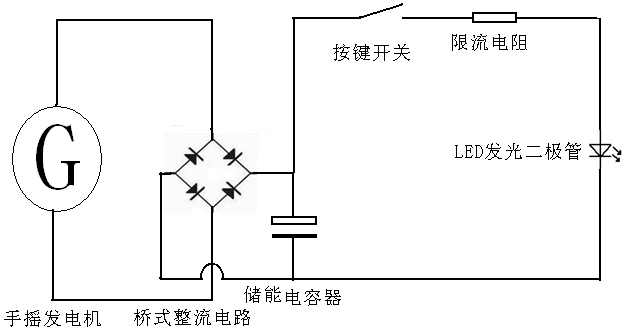 按键开关
限流电阻
G
LED发光二极管
储能电容器
手摇发电机
桥式整流电路